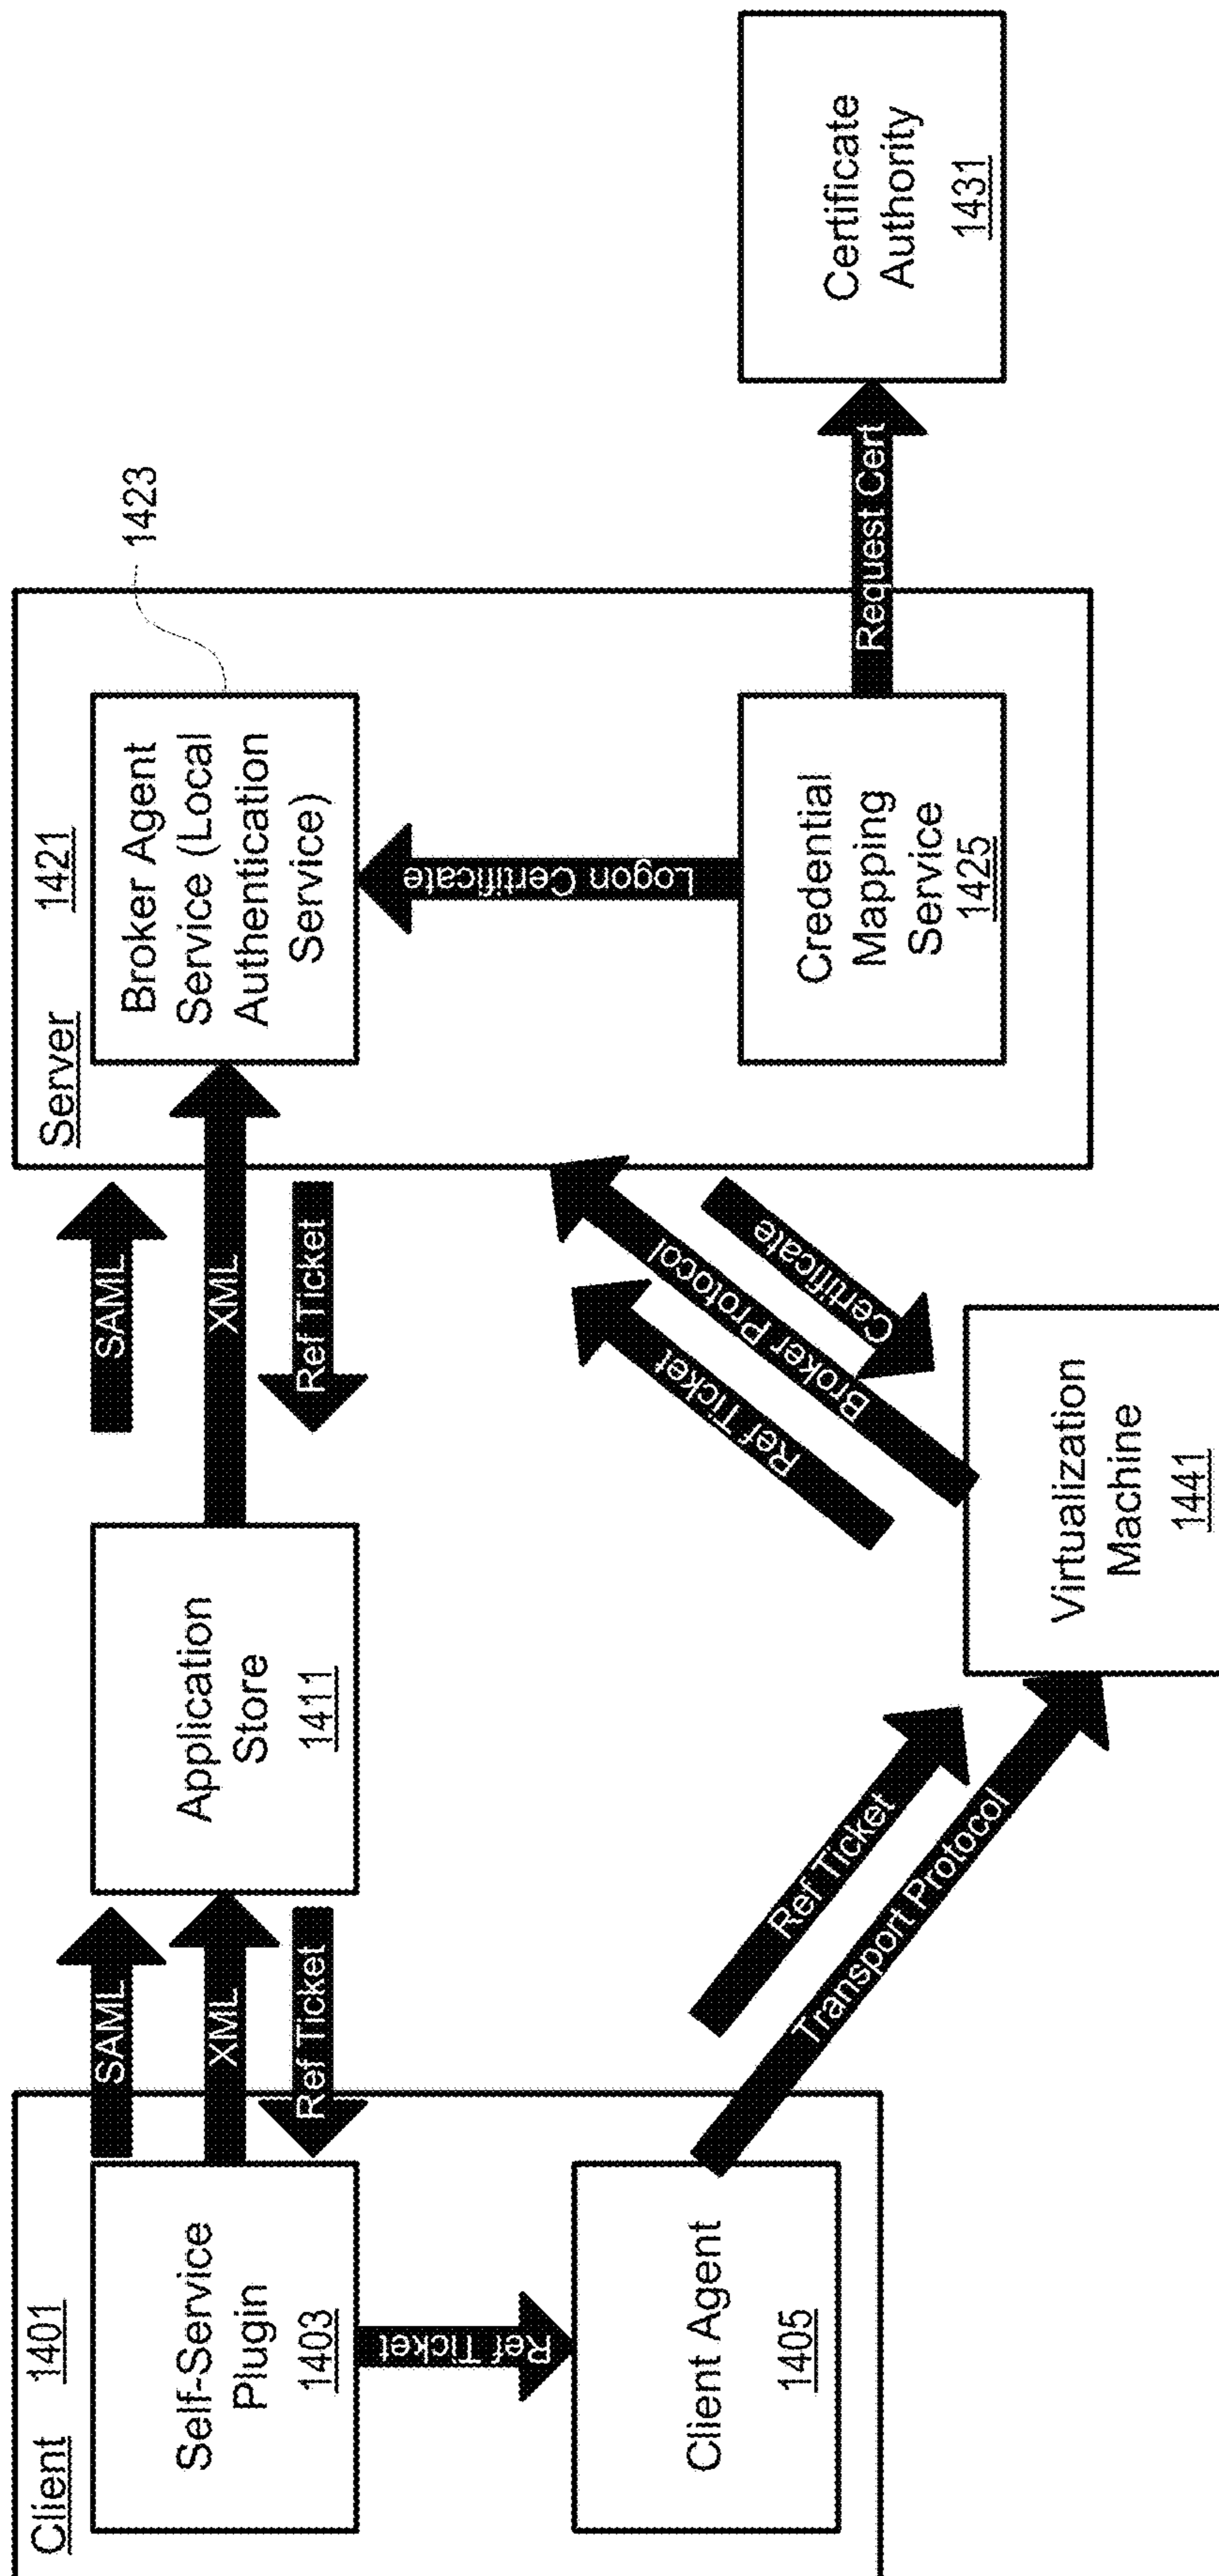 Client 1401
Self-Service
Plugin
1403
Ref Ticket
Client Agent
1405
SAML
XML
Ref Ticket
Application
Store
1411
SAML
XML
Ref Ticket
Ref Ticket
Transport Protocol
Virtualization
Machine
1441
Ref Ticket
Broker Protocol
Certificate
Server 1421
Broker Agent
Service (Local
Authentication
Service)
1423
Logon Certificate
Credential
Mapping
Service
1425
Request Cert
Certificate
Authority
1431